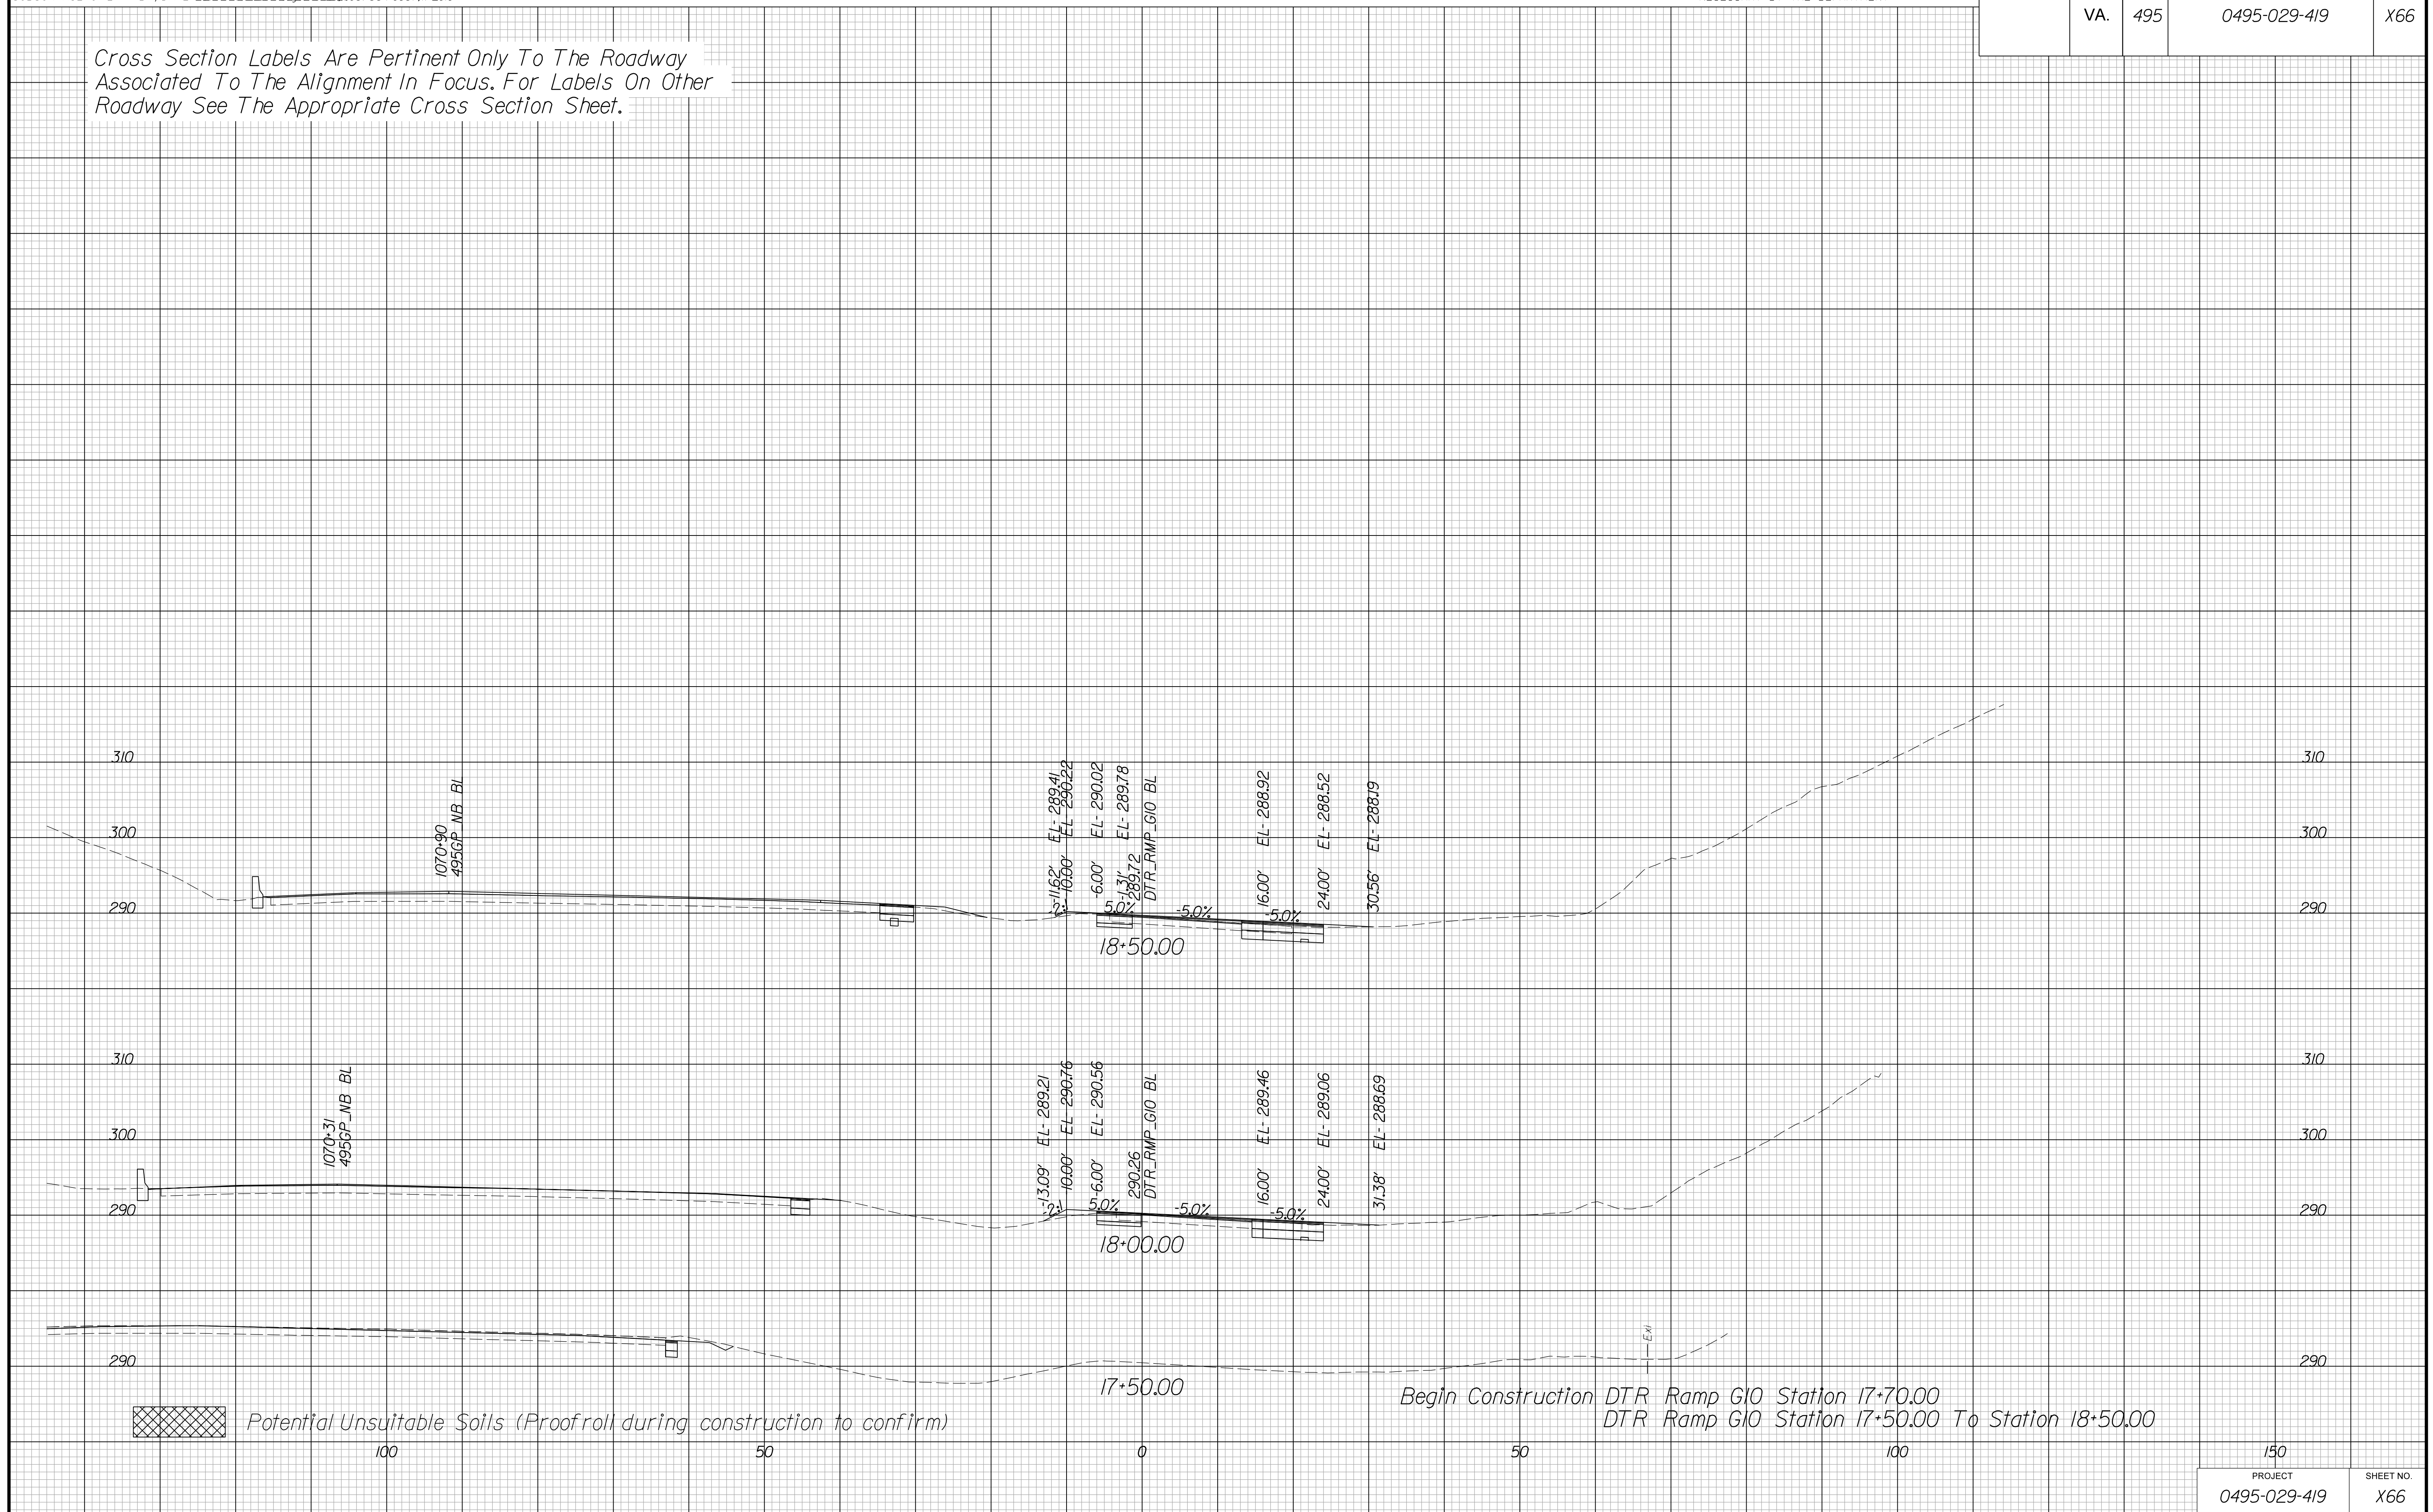 VA. 495 0495-029-419 X66
Cross Section Labels Are Pertinent Only To The Roadway
Associated To The Alignment In Focus. For Labels On Other
Roadway See The Appropriate Cross Section Sheet.
310 310
300 300
290 290
1070+90
495GP_NB BL
-11.62' EL- 289.41
10.00' EL 290.22
-6.00' EL- 290.02
-1.31' EL- 289.78
289.72
DTR_RMP_G10 BL
16.00' EL- 288.92
24.00' EL- 288.52
30.56' EL- 288.19
-2:1 5.0% -5.0% -5.0%
18+50.00
310 310
300 300
290 290
1070+31
495GP_NB BL
-13.09' EL- 289.21
10.00' EL 290.76
-6.00' EL- 290.56
290.26
DTR_RMP_G10 BL
16.00' EL- 289.46
24.00' EL- 289.06
31.38' EL- 288.69
-2:1 5.0% -5.0% -5.0%
18+00.00
290 290
Exi
17+50.00
Begin Construction DTR Ramp G10 Station 17+70.00
DTR Ramp G10 Station 17+50.00 To Station 18+50.00
Potential Unsuitable Soils (Proofroll during construction to confirm)
100 50 0 50 100 150
PROJECT SHEET NO.
0495-029-419 X66